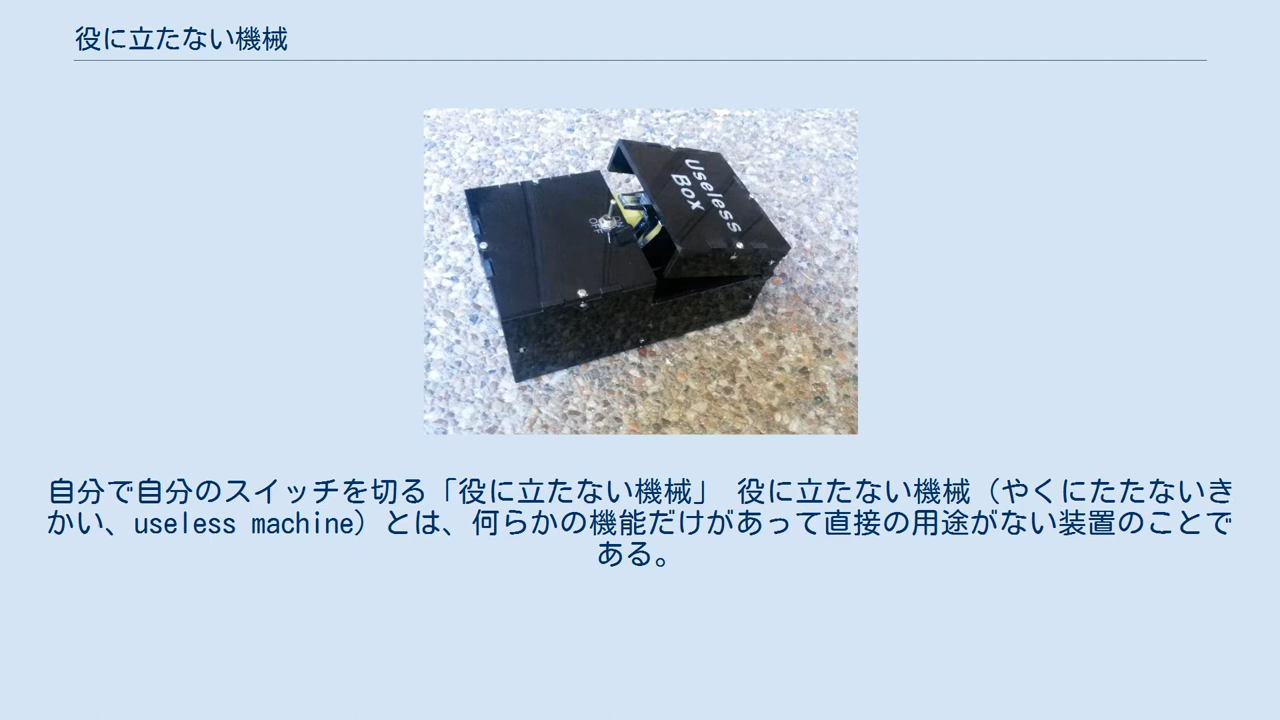 役に立たない機械
Useless
Box
ON
OFF
自分で自分のスイッチを切る「役に立たない機械」 役に立たない機械（やくにたたないき
かい、useless machine）とは、何らかの機能だけがあって直接の用途がない装置のことで
ある。